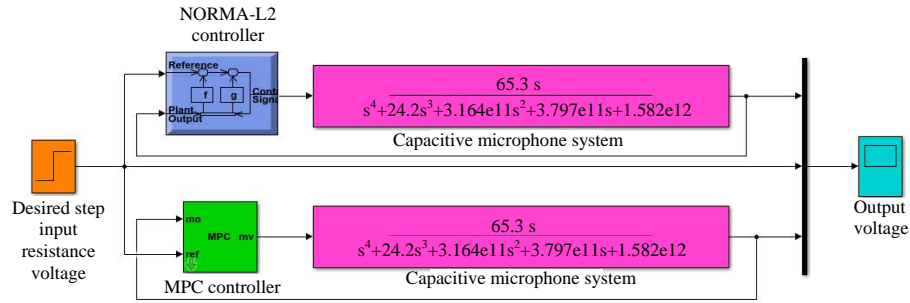 NORMA-L2
controller
Reference
f
g
Plant
Output
Contr
Signa
65.3 s
s⁴+24.2s³+3.164e11s²+3.797e11s+1.582e12
Capacitive microphone system
Desired step
input
resistance
voltage
Output
voltage
mo
MPC
mv
ref
MPC controller
65.3 s
s⁴+24.2s³+3.164e11s²+3.797e11s+1.582e12
Capacitive microphone system